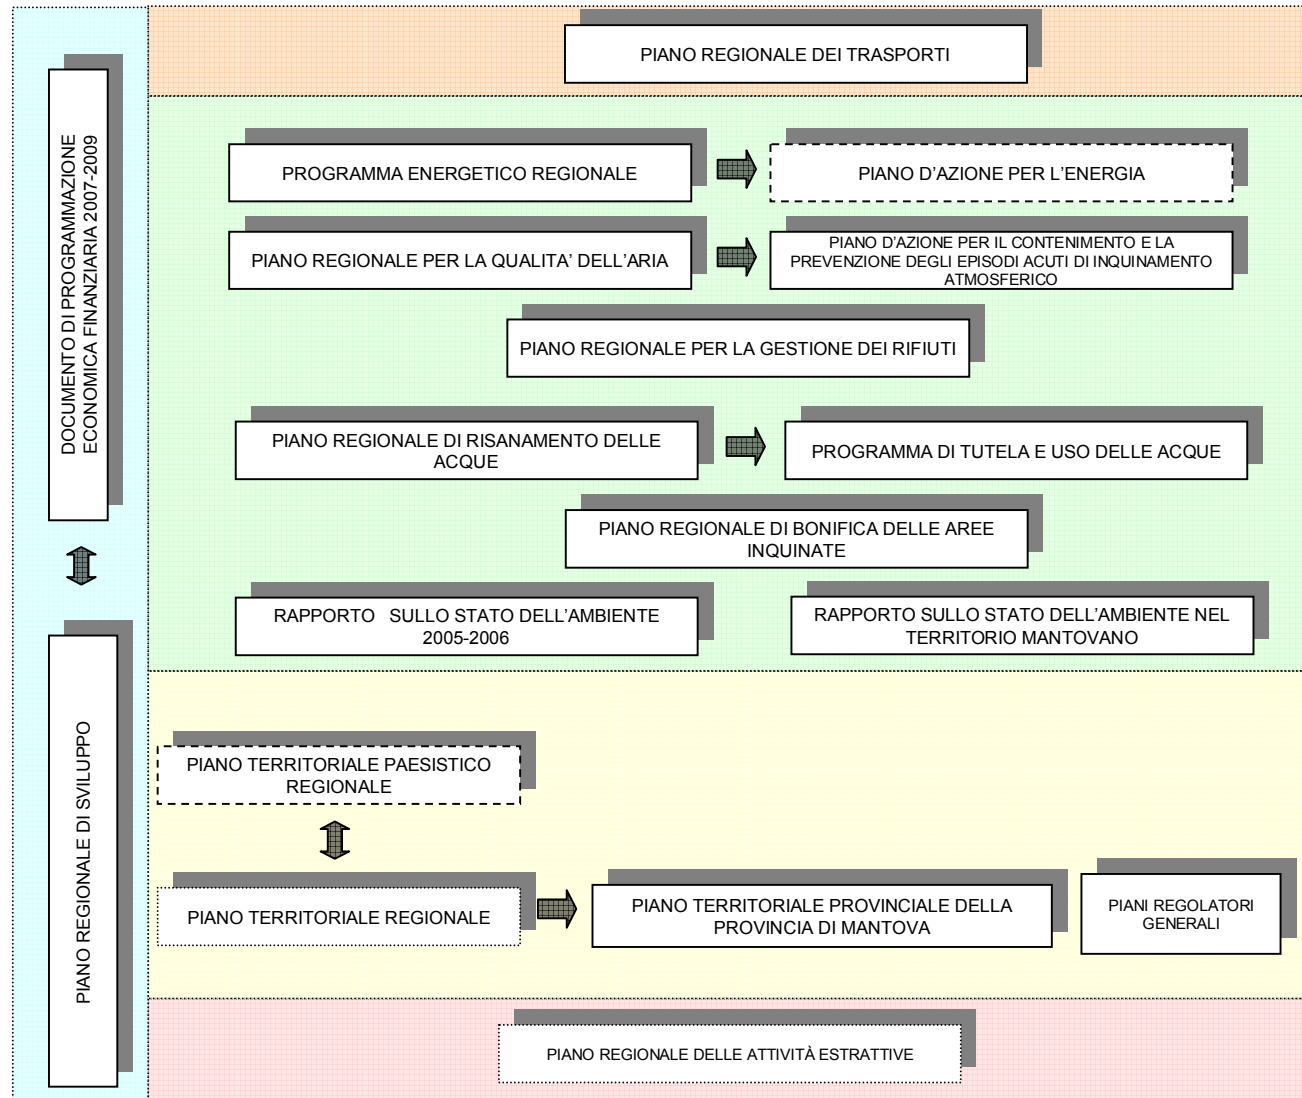 DOCUMENTO DI PROGRAMMAZIONE
ECONOMICA FINANZIARIA 2007-2009
PIANO REGIONALE DI SVILUPPO
PIANO REGIONALE DEI TRASPORTI
PROGRAMMA ENERGETICO REGIONALE
PIANO D'AZIONE PER L'ENERGIA
PIANO REGIONALE PER LA QUALITA' DELL'ARIA
PIANO D'AZIONE PER IL CONTENIMENTO E LA
PREVENZIONE DEGLI EPISODI ACUTI DI INQUINAMENTO
ATMOSFERICO
PIANO REGIONALE PER LA GESTIONE DEI RIFIUTI
PIANO REGIONALE DI RISANAMENTO DELLE
ACQUE
PROGRAMMA DI TUTELA E USO DELLE ACQUE
PIANO REGIONALE DI BONIFICA DELLE AREE
INQUINATE
RAPPORTO SULLO STATO DELL'AMBIENTE
2005-2006
RAPPORTO SULLO STATO DELL'AMBIENTE NEL
TERRITORIO MANTOVANO
PIANO TERRITORIALE PAESISTICO
REGIONALE
PIANO TERRITORIALE REGIONALE
PIANO TERRITORIALE PROVINCIALE DELLA
PROVINCIA DI MANTOVA
PIANI REGOLATORI
GENERALI
PIANO REGIONALE DELLE ATTIVITÀ ESTRATTIVE